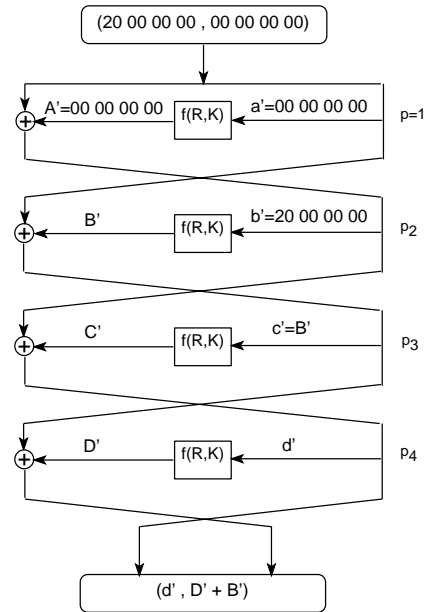 (20 00 00 00 , 00 00 00 00)
A'=00 00 00 00 f(R,K) a'=00 00 00 00 p=1
B' f(R,K) b'=20 00 00 00 p2
C' f(R,K) c'=B' p3
D' f(R,K) d' p4
(d' , D' + B')